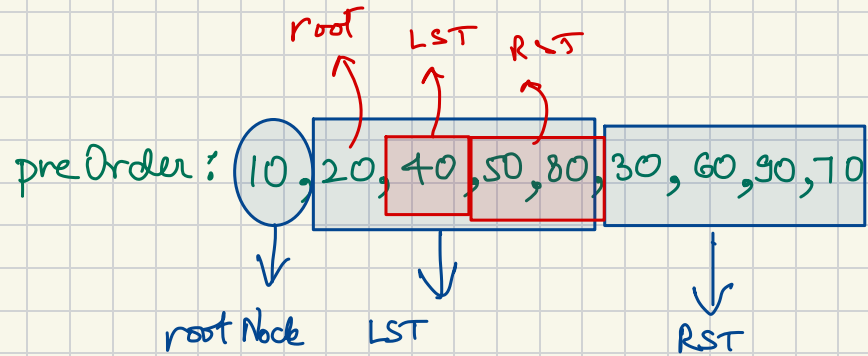 root LST RST
preOrder: 10, 20, 40, 50, 80, 30, 60, 90, 70
rootNode LST RST